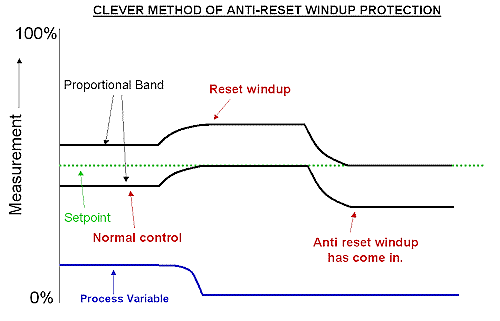 CLEVER METHOD OF ANTI-RESET WINDUP PROTECTION
100%
Proportional Band
Reset windup
Measurement
Setpoint
Normal control
Anti reset windup
has come in.
0%
Process Variable